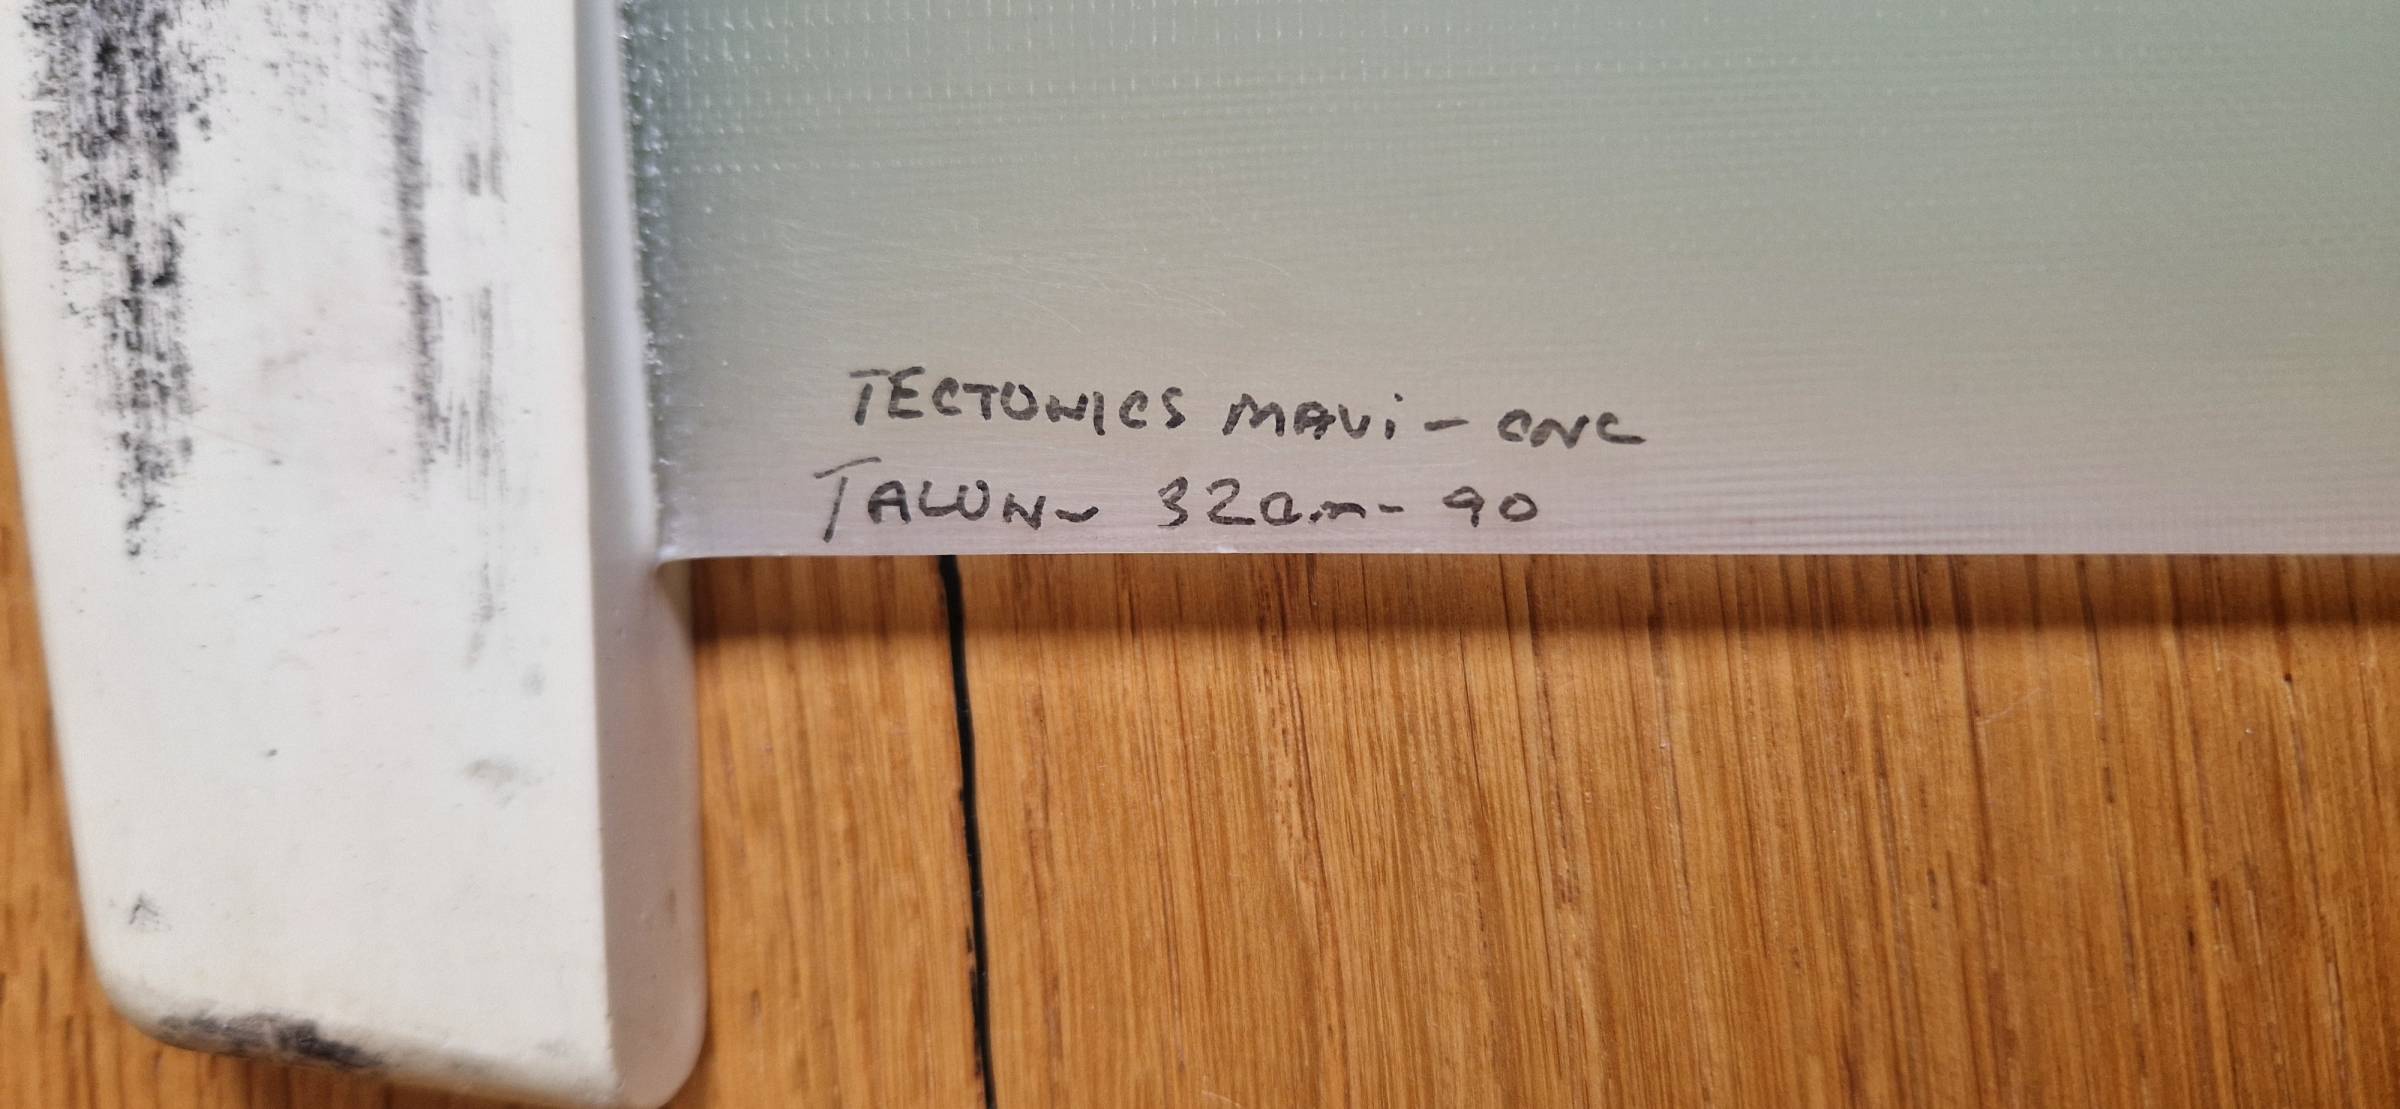 TECTONICS MAUi - CNC
TALON - 32cm - 90